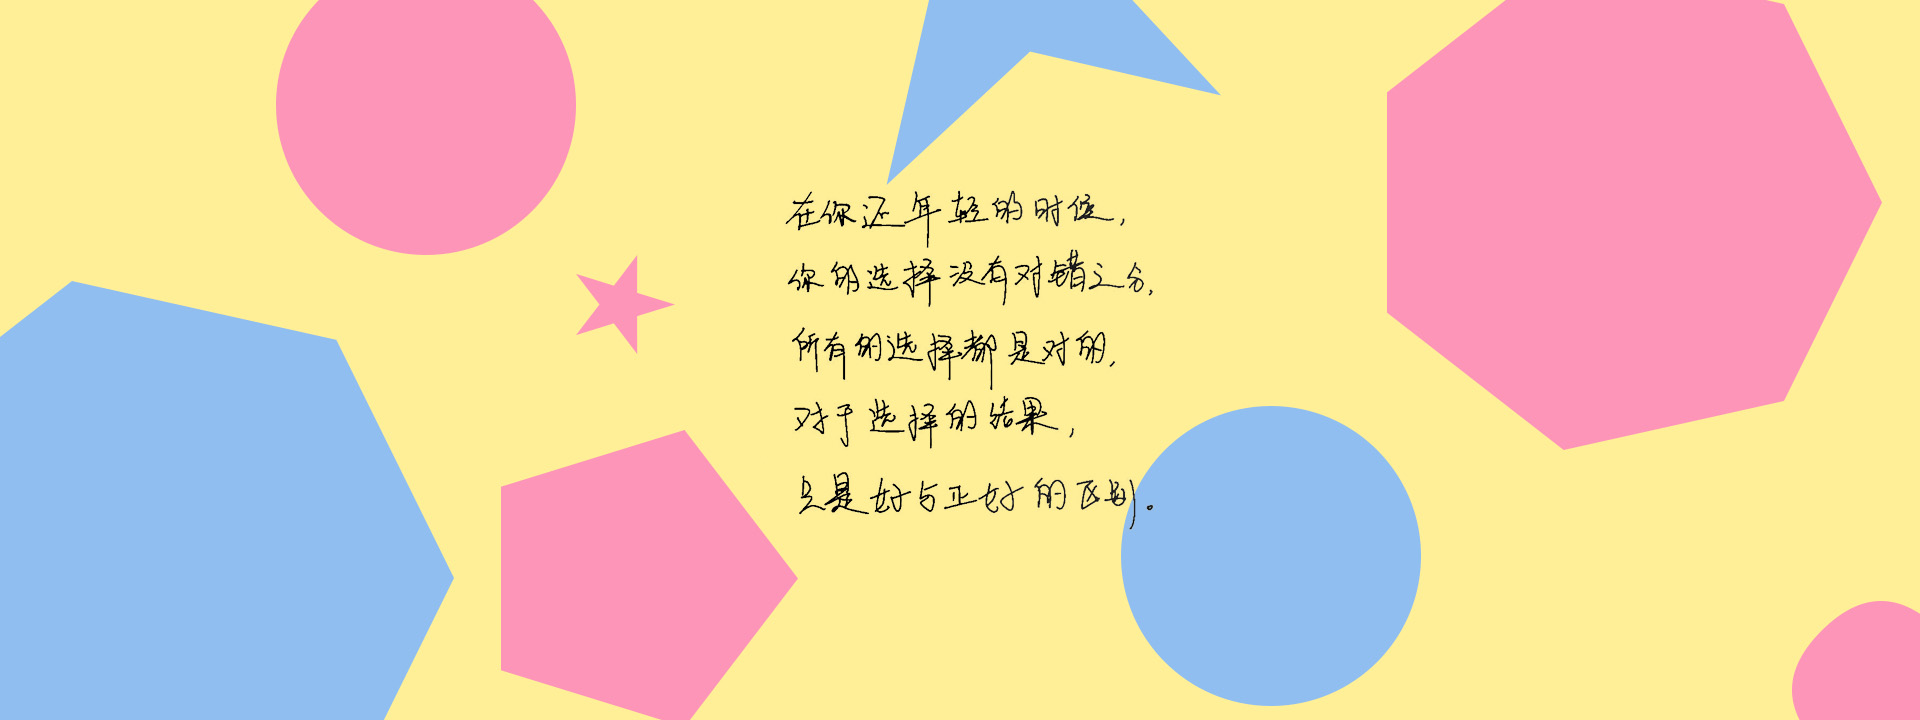 在你还年轻的时候,
你的选择没有对错之分,
所有的选择都是对的,
对于选择的结果,
只是好与正好的区别。